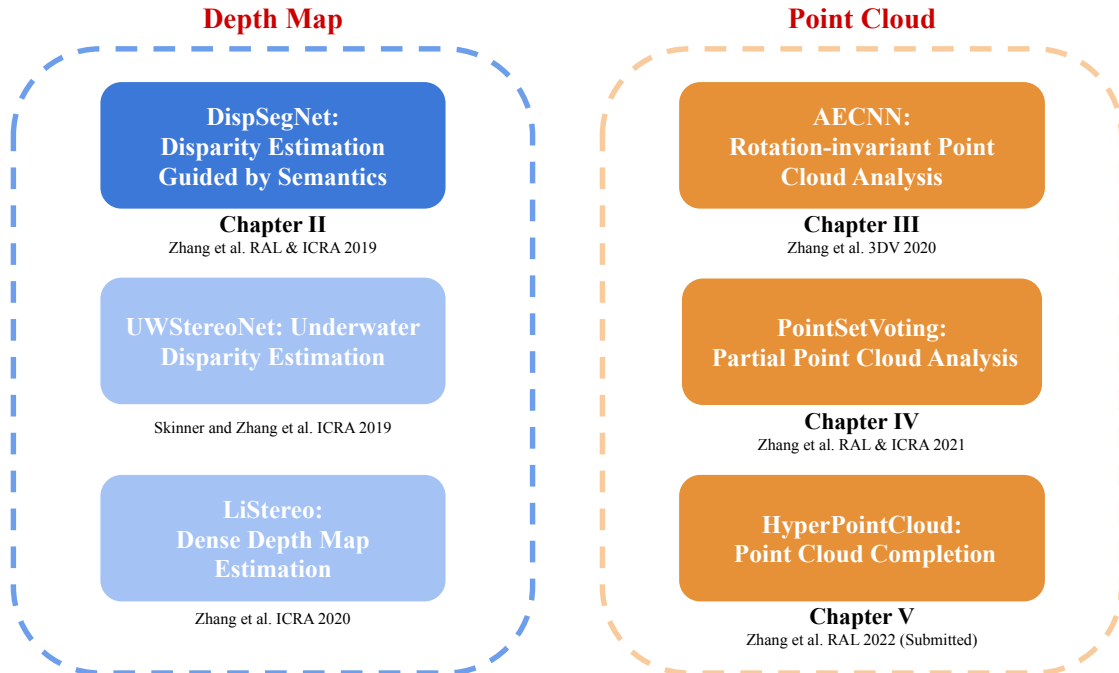 Depth Map
DispSegNet:
Disparity Estimation
Guided by Semantics
Chapter II
Zhang et al. RAL & ICRA 2019
UWStereoNet: Underwater
Disparity Estimation
Skinner and Zhang et al. ICRA 2019
LiStereo:
Dense Depth Map
Estimation
Zhang et al. ICRA 2020
Point Cloud
AECNN:
Rotation-invariant Point
Cloud Analysis
Chapter III
Zhang et al. 3DV 2020
PointSetVoting:
Partial Point Cloud Analysis
Chapter IV
Zhang et al. RAL & ICRA 2021
HyperPointCloud:
Point Cloud Completion
Chapter V
Zhang et al. RAL 2022 (Submitted)